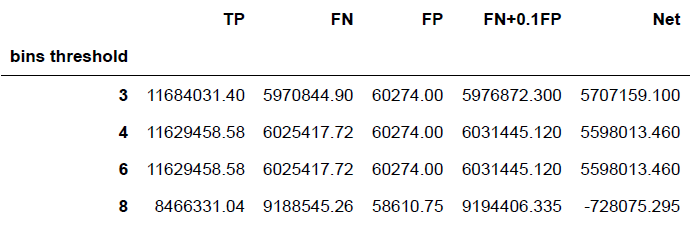 TP FN FP FN+0.1FP Net
bins threshold
3 11684031.40 5970844.90 60274.00 5976872.300 5707159.100
4 11629458.58 6025417.72 60274.00 6031445.120 5598013.460
6 11629458.58 6025417.72 60274.00 6031445.120 5598013.460
8 8466331.04 9188545.26 58610.75 9194406.335 -728075.295